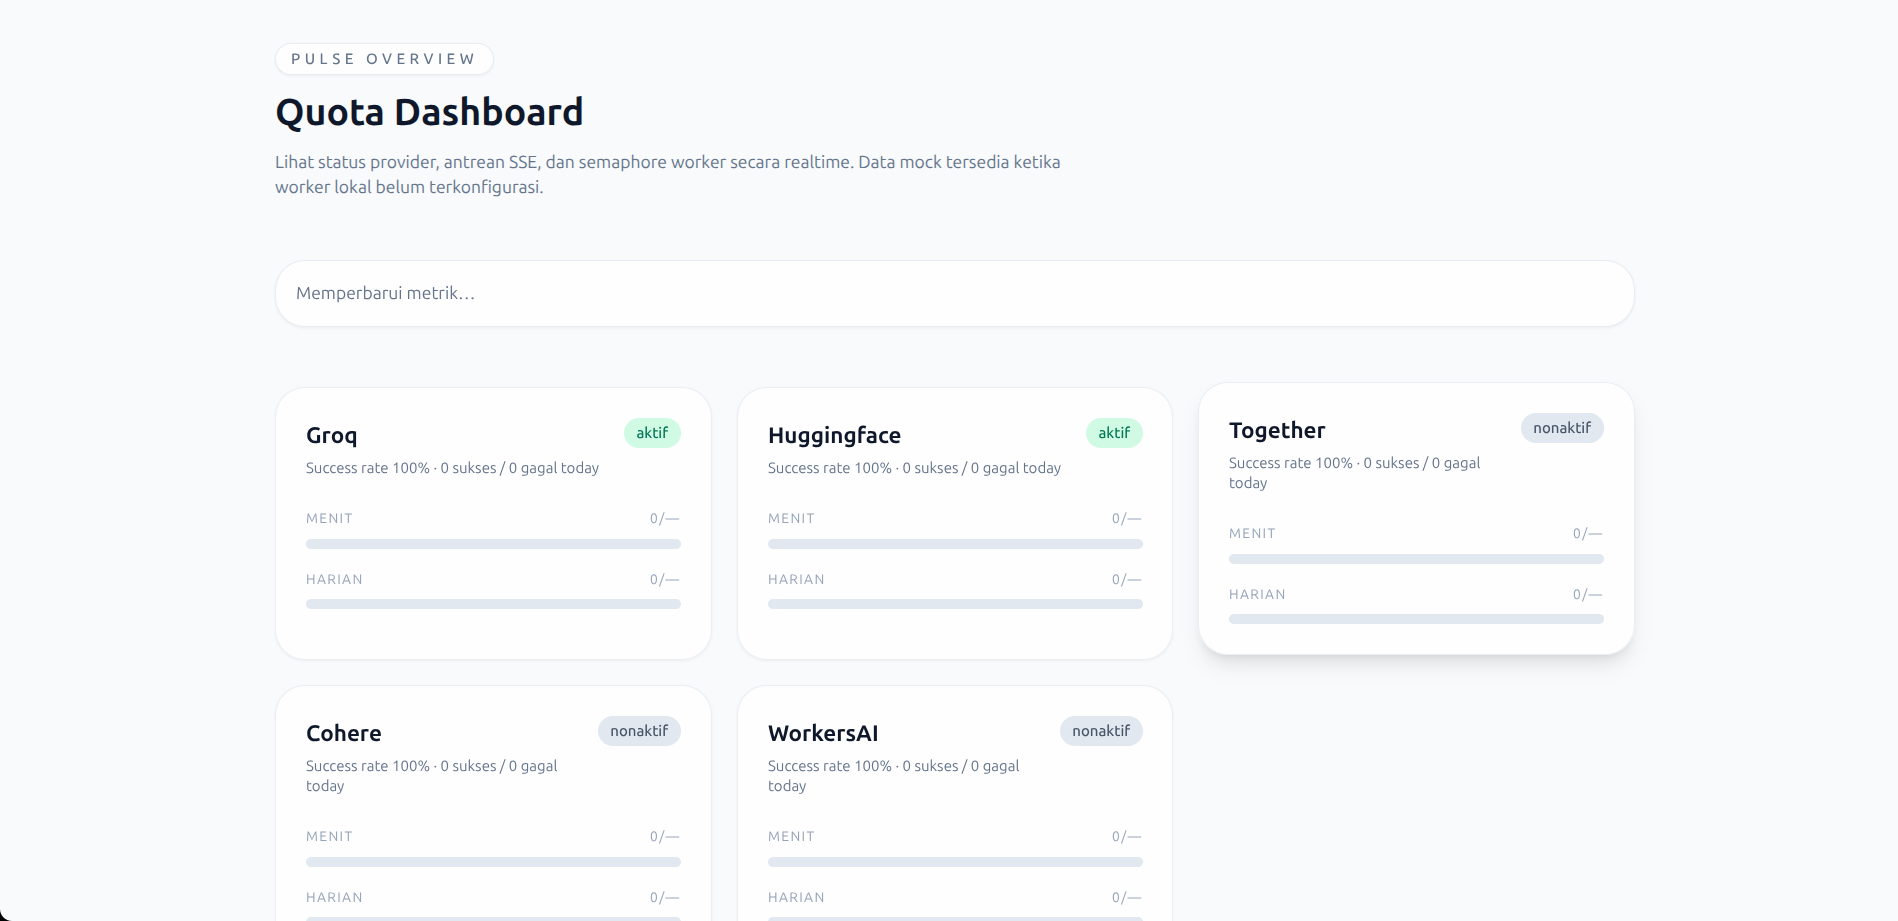 PULSE OVERVIEW
Quota Dashboard
Lihat status provider, antrean SSE, dan semaphore worker secara realtime. Data mock tersedia ketika
worker lokal belum terkonfigurasi.
Memperbarui metrik…
Groq
aktif
Success rate 100% · 0 sukses / 0 gagal today
MENIT 0/—
HARIAN 0/—
Huggingface
aktif
Success rate 100% · 0 sukses / 0 gagal today
MENIT 0/—
HARIAN 0/—
Together
nonaktif
Success rate 100% · 0 sukses / 0 gagal
today
MENIT 0/—
HARIAN 0/—
Cohere
nonaktif
Success rate 100% · 0 sukses / 0 gagal
today
MENIT 0/—
HARIAN 0/—
WorkersAI
nonaktif
Success rate 100% · 0 sukses / 0 gagal
today
MENIT 0/—
HARIAN 0/—